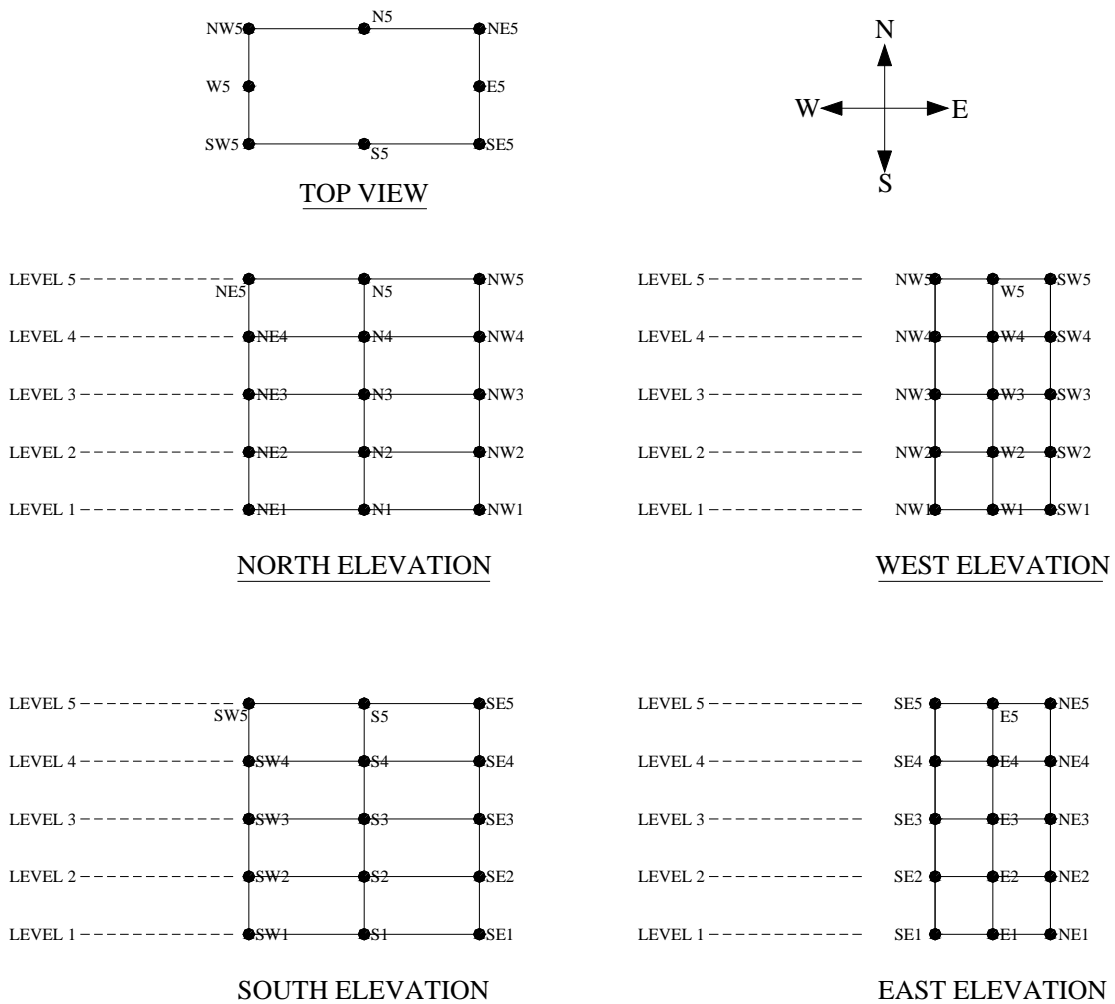 N5
NW5 NE5 N
W5 E5 W E
SW5 S5 SE5 S
TOP VIEW
LEVEL 5 NE5 N5 NW5
LEVEL 4 NE4 N4 NW4
LEVEL 3 NE3 N3 NW3
LEVEL 2 NE2 N2 NW2
LEVEL 1 NE1 N1 NW1
NORTH ELEVATION
LEVEL 5 NW5 W5 SW5
LEVEL 4 NW4 W4 SW4
LEVEL 3 NW3 W3 SW3
LEVEL 2 NW2 W2 SW2
LEVEL 1 NW1 W1 SW1
WEST ELEVATION
LEVEL 5 SW5 S5 SE5
LEVEL 4 SW4 S4 SE4
LEVEL 3 SW3 S3 SE3
LEVEL 2 SW2 S2 SE2
LEVEL 1 SW1 S1 SE1
SOUTH ELEVATION
LEVEL 5 SE5 E5 NE5
LEVEL 4 SE4 E4 NE4
LEVEL 3 SE3 E3 NE3
LEVEL 2 SE2 E2 NE2
LEVEL 1 SE1 E1 NE1
EAST ELEVATION